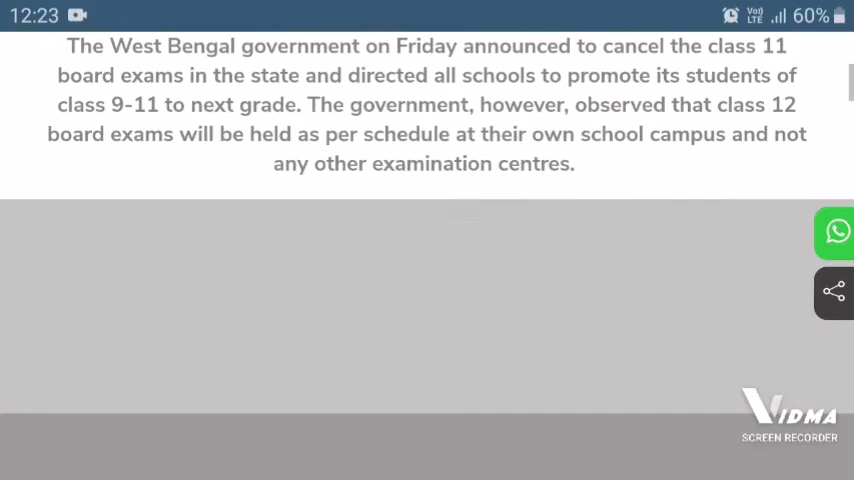 12:23 Vo) LTE 60%
The West Bengal government on Friday announced to cancel the class 11
board exams in the state and directed all schools to promote its students of
class 9-11 to next grade. The government, however, observed that class 12
board exams will be held as per schedule at their own school campus and not
any other examination centres.
VIDMA
SCREEN RECORDER